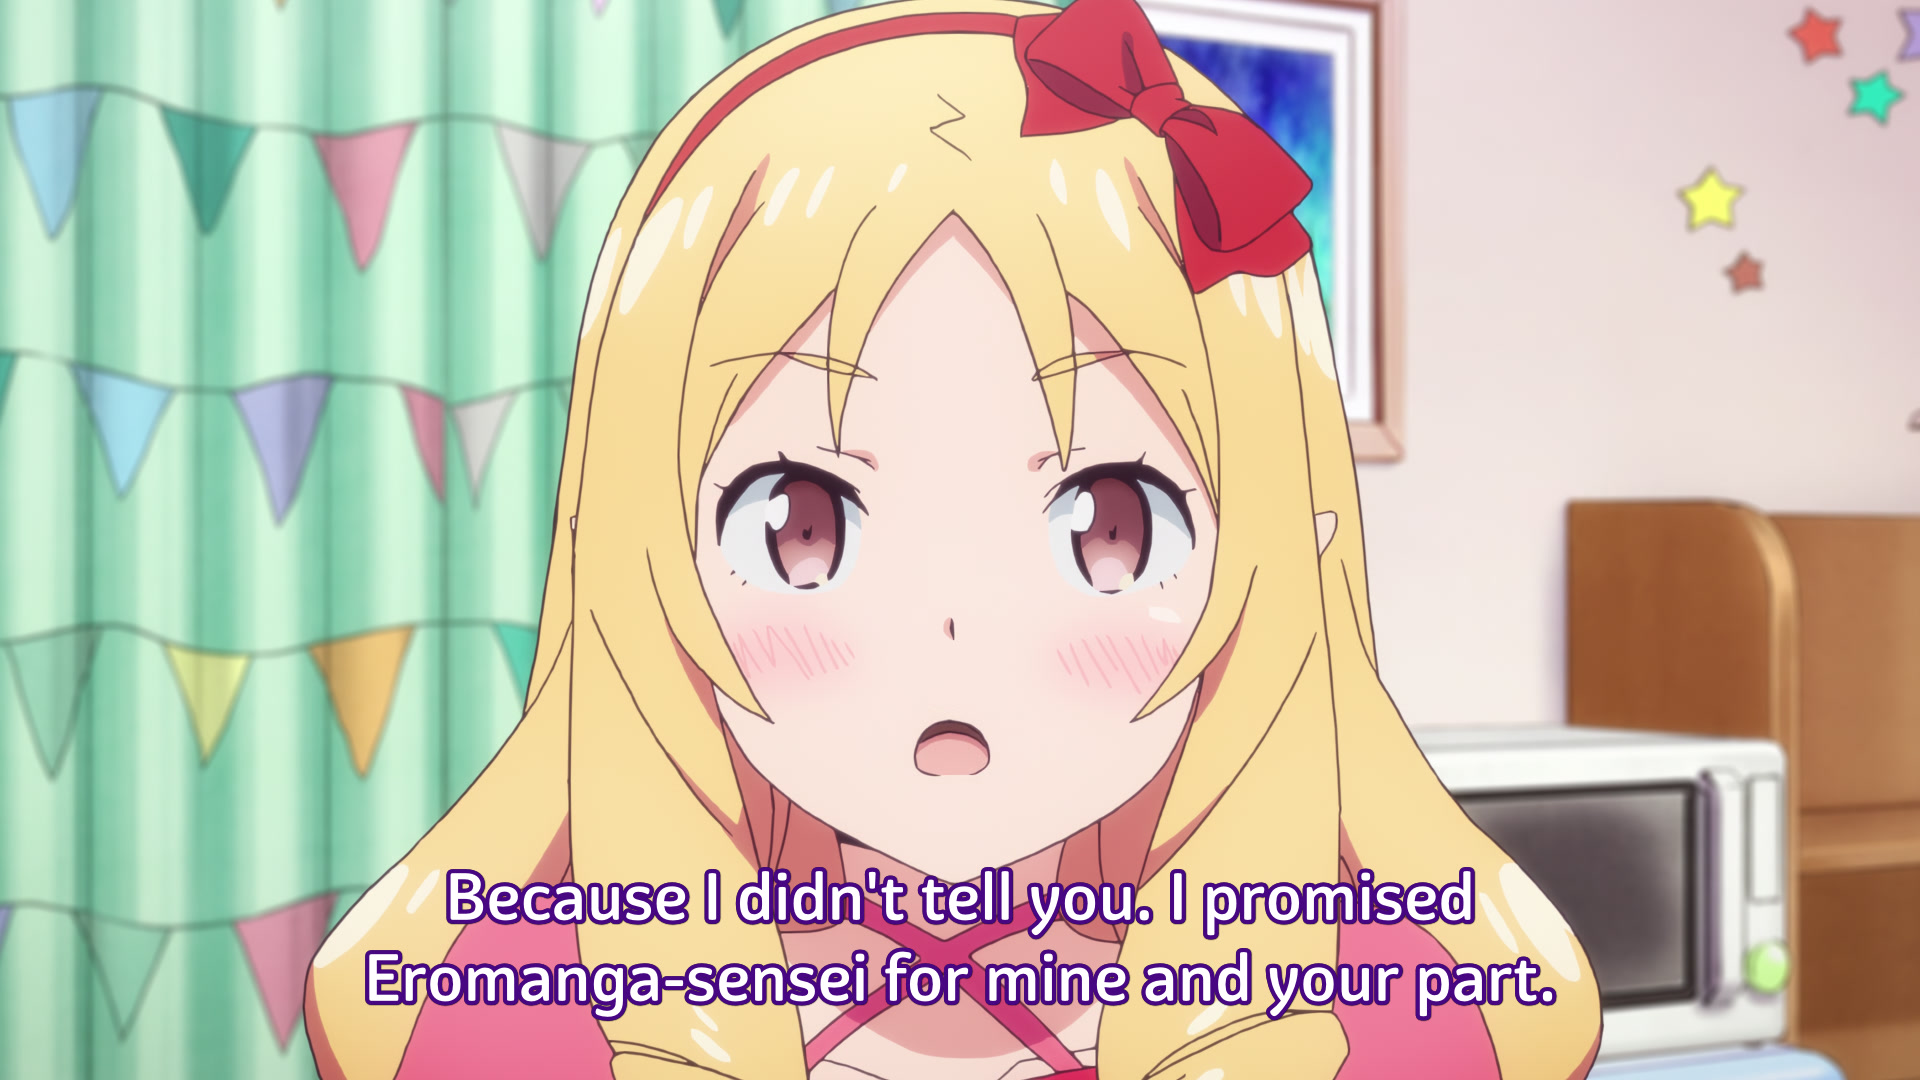 Because I didn't tell you. I promised
Eromanga-sensei for mine and your part.